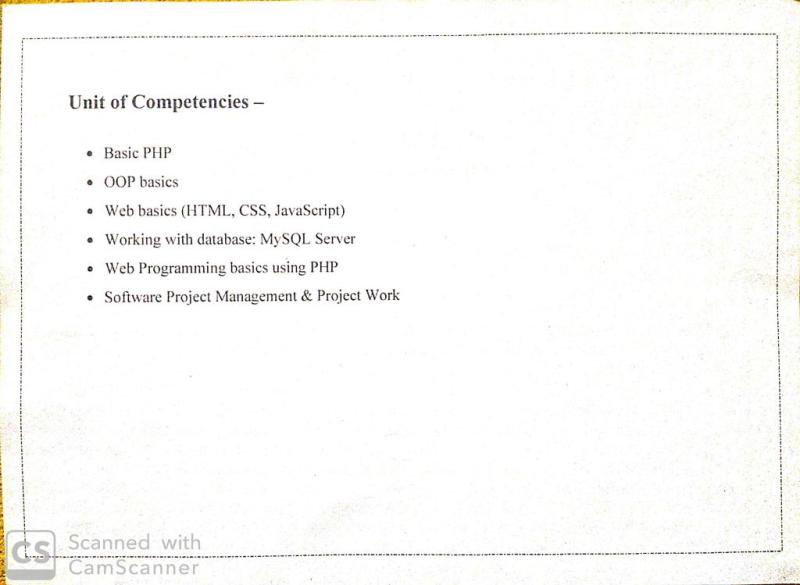 Unit of Competencies –
• Basic PHP
• OOP basics
• Web basics (HTML, CSS, JavaScript)
• Working with database: MySQL Server
• Web Programming basics using PHP
• Software Project Management & Project Work
CS Scanned with
CamScanner